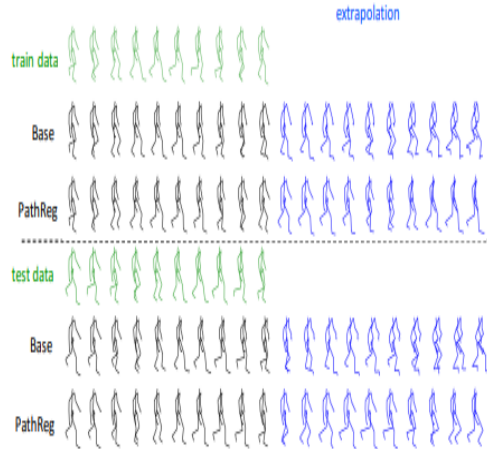 extrapolation
train data
Base
PathReg
test data
Base
PathReg